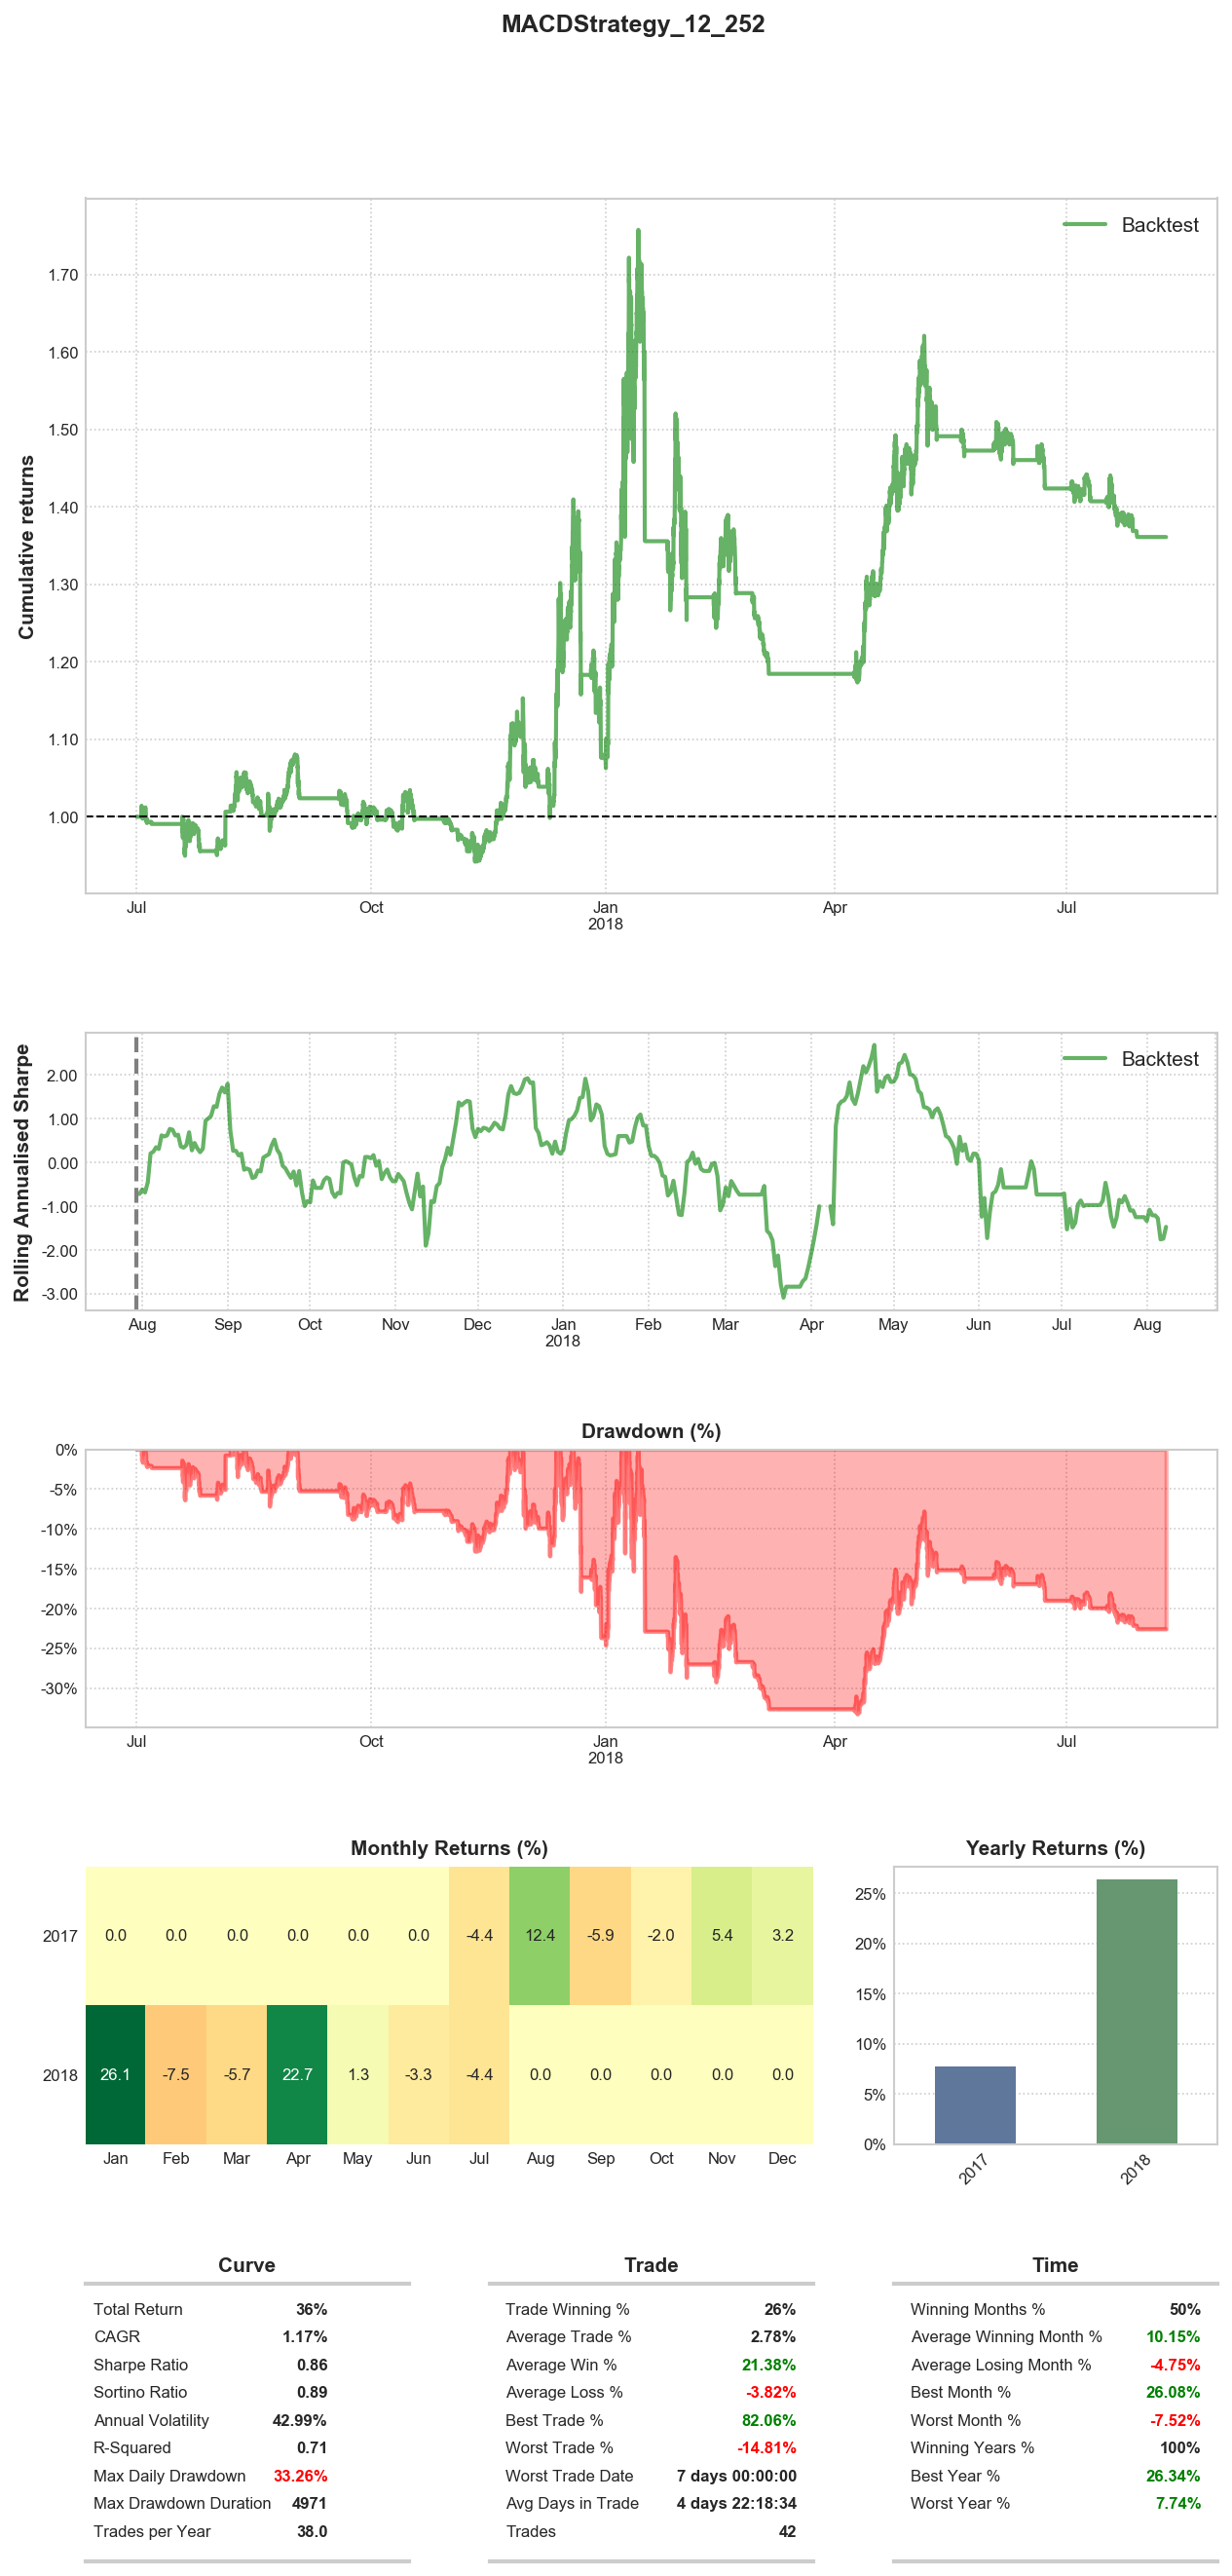 MACDStrategy_12_252
Backtest
Cumulative returns
1.70
1.60
1.50
1.40
1.30
1.20
1.10
1.00
Jul Oct Jan Apr Jul
2018
Backtest
Rolling Annualised Sharpe
2.00
1.00
0.00
-1.00
-2.00
-3.00
Aug Sep Oct Nov Dec Jan Feb Mar Apr May Jun Jul Aug
2018
Drawdown (%)
0%
-5%
-10%
-15%
-20%
-25%
-30%
Jul Oct Jan Apr Jul
2018
Monthly Returns (%)
2017 0.0 0.0 0.0 0.0 0.0 0.0 -4.4 12.4 -5.9 -2.0 5.4 3.2
2018 26.1 -7.5 -5.7 22.7 1.3 -3.3 -4.4 0.0 0.0 0.0 0.0 0.0
Jan Feb Mar Apr May Jun Jul Aug Sep Oct Nov Dec
Yearly Returns (%)
25%
20%
15%
10%
5%
0%
2017 2018
Curve
Total Return 36%
CAGR 1.17%
Sharpe Ratio 0.86
Sortino Ratio 0.89
Annual Volatility 42.99%
R-Squared 0.71
Max Daily Drawdown 33.26%
Max Drawdown Duration 4971
Trades per Year 38.0
Trade
Trade Winning % 26%
Average Trade % 2.78%
Average Win % 21.38%
Average Loss % -3.82%
Best Trade % 82.06%
Worst Trade % -14.81%
Worst Trade Date 7 days 00:00:00
Avg Days in Trade 4 days 22:18:34
Trades 42
Time
Winning Months % 50%
Average Winning Month % 10.15%
Average Losing Month % -4.75%
Best Month % 26.08%
Worst Month % -7.52%
Winning Years % 100%
Best Year % 26.34%
Worst Year % 7.74%